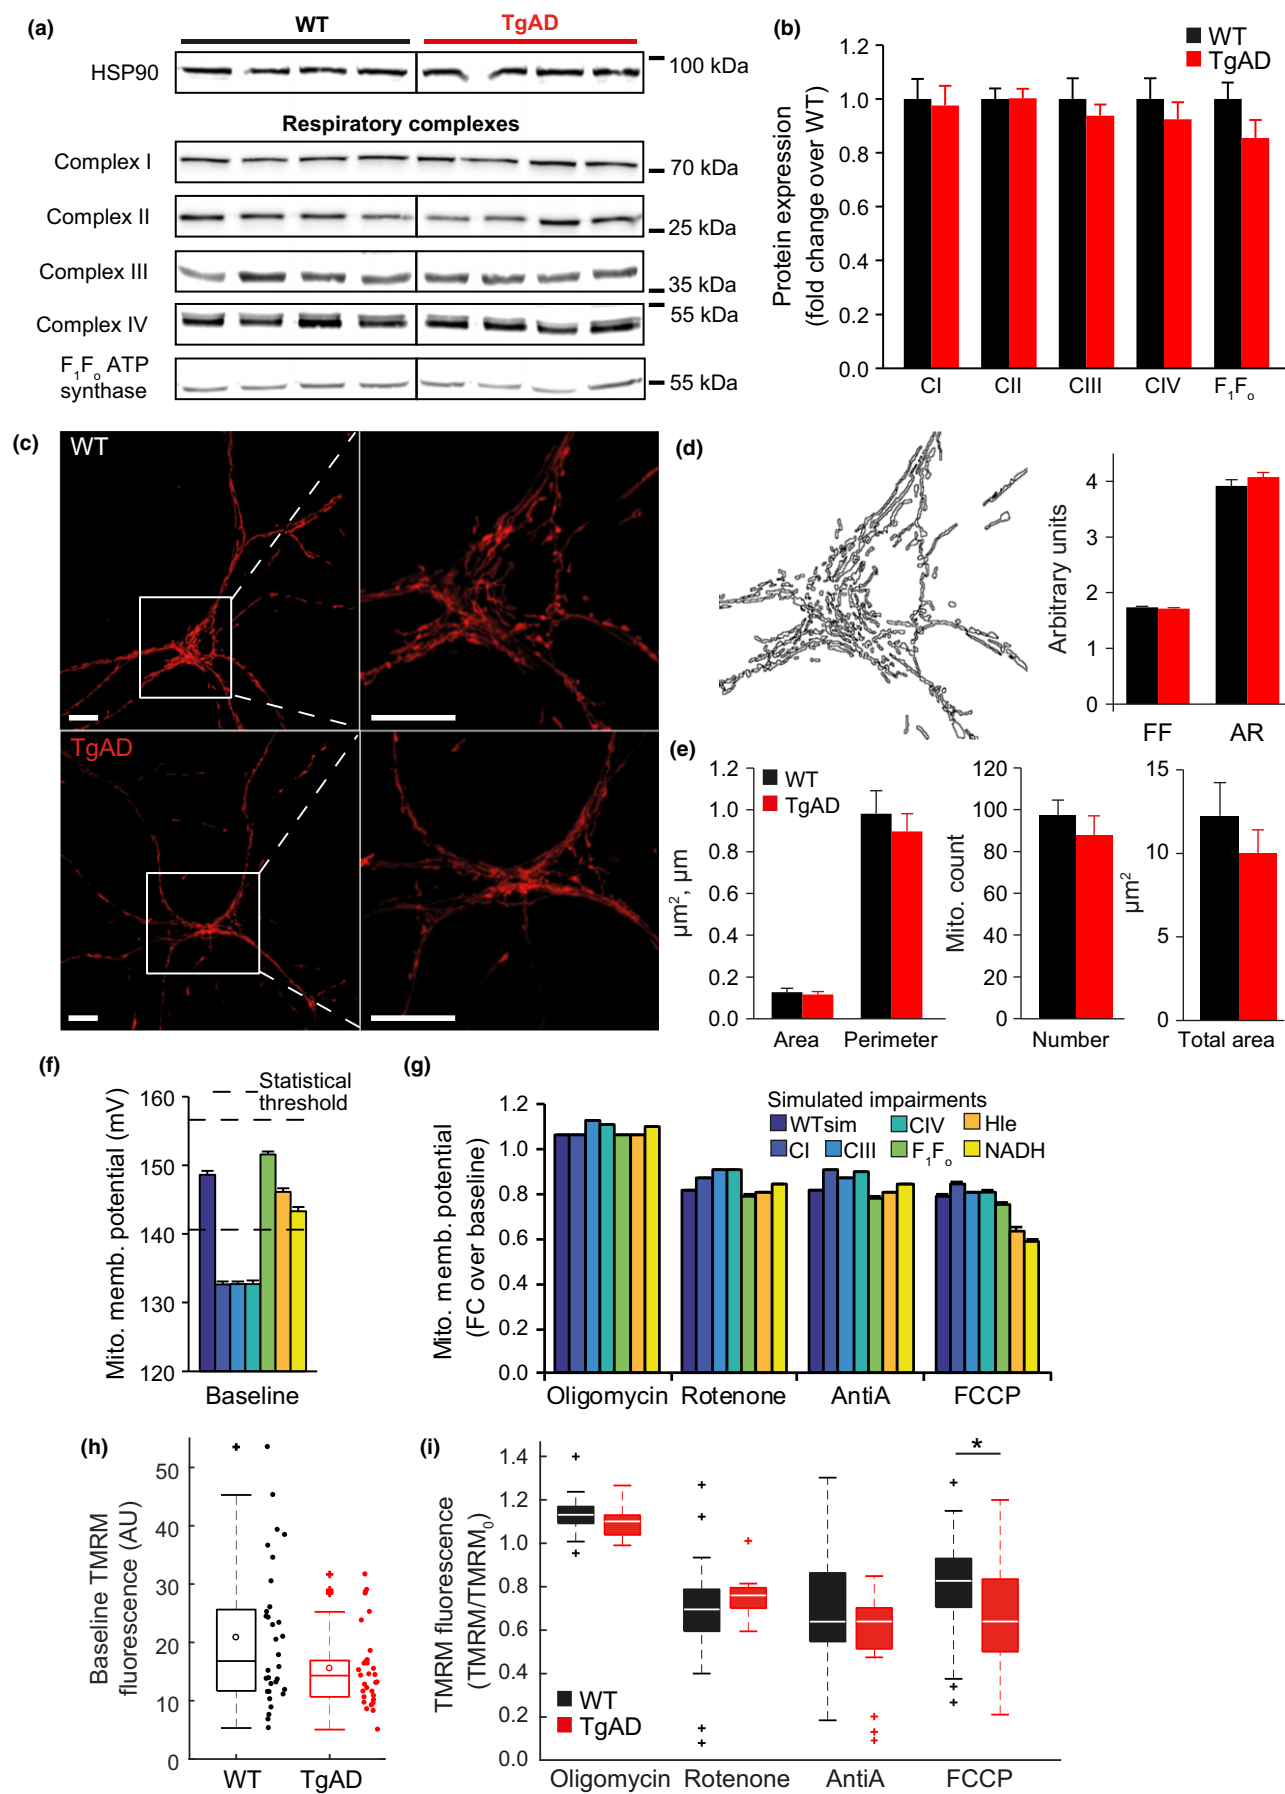 (a)
WT
TgAD
HSP90
100 kDa
Respiratory complexes
Complex I
70 kDa
Complex II
25 kDa
Complex III
35 kDa
Complex IV
55 kDa
F₁Fₒ ATP
synthase
55 kDa
(b)
WT
TgAD
Protein expression
(fold change over WT)
1.2
1.0
0.8
0.6
0.4
0.2
0.0
CI
CII
CIII
CIV
F₁Fₒ
(c)
WT
TgAD
(d)
Arbitrary units
4
3
2
1
0
FF
AR
(e)
WT
TgAD
μm², μm
1.2
1.0
0.8
0.6
0.4
0.2
0.0
Area
Perimeter
Mito. count
120
100
80
60
40
20
0
Number
μm²
15
10
5
0
Total area
(f)
Statistical
threshold
Mito. memb. potential (mV)
160
150
140
130
120
Baseline
(g)
Simulated impairments
WTsim
CIV
Hle
CI
CIII
F₁Fₒ
NADH
Mito. memb. potential
(FC over baseline)
1.2
1.0
0.8
0.6
0.4
0.2
0.0
Oligomycin
Rotenone
AntiA
FCCP
(h)
Baseline TMRM
fluorescence (AU)
50
40
30
20
10
0
WT
TgAD
(i)
TMRM fluorescence
(TMRM/TMRM₀)
1.4
1.2
1.0
0.8
0.6
0.4
0.2
0.0
*
WT
TgAD
Oligomycin
Rotenone
AntiA
FCCP